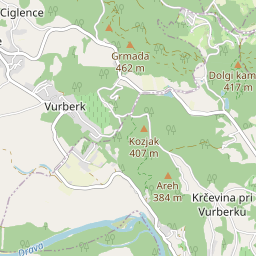 Ciglence
Grmada
462 m
Dolgi kam
417 m
Vurberk
Kozjak
407 m
Areh
384 m
Krčevina pri
Vurberku
Drava